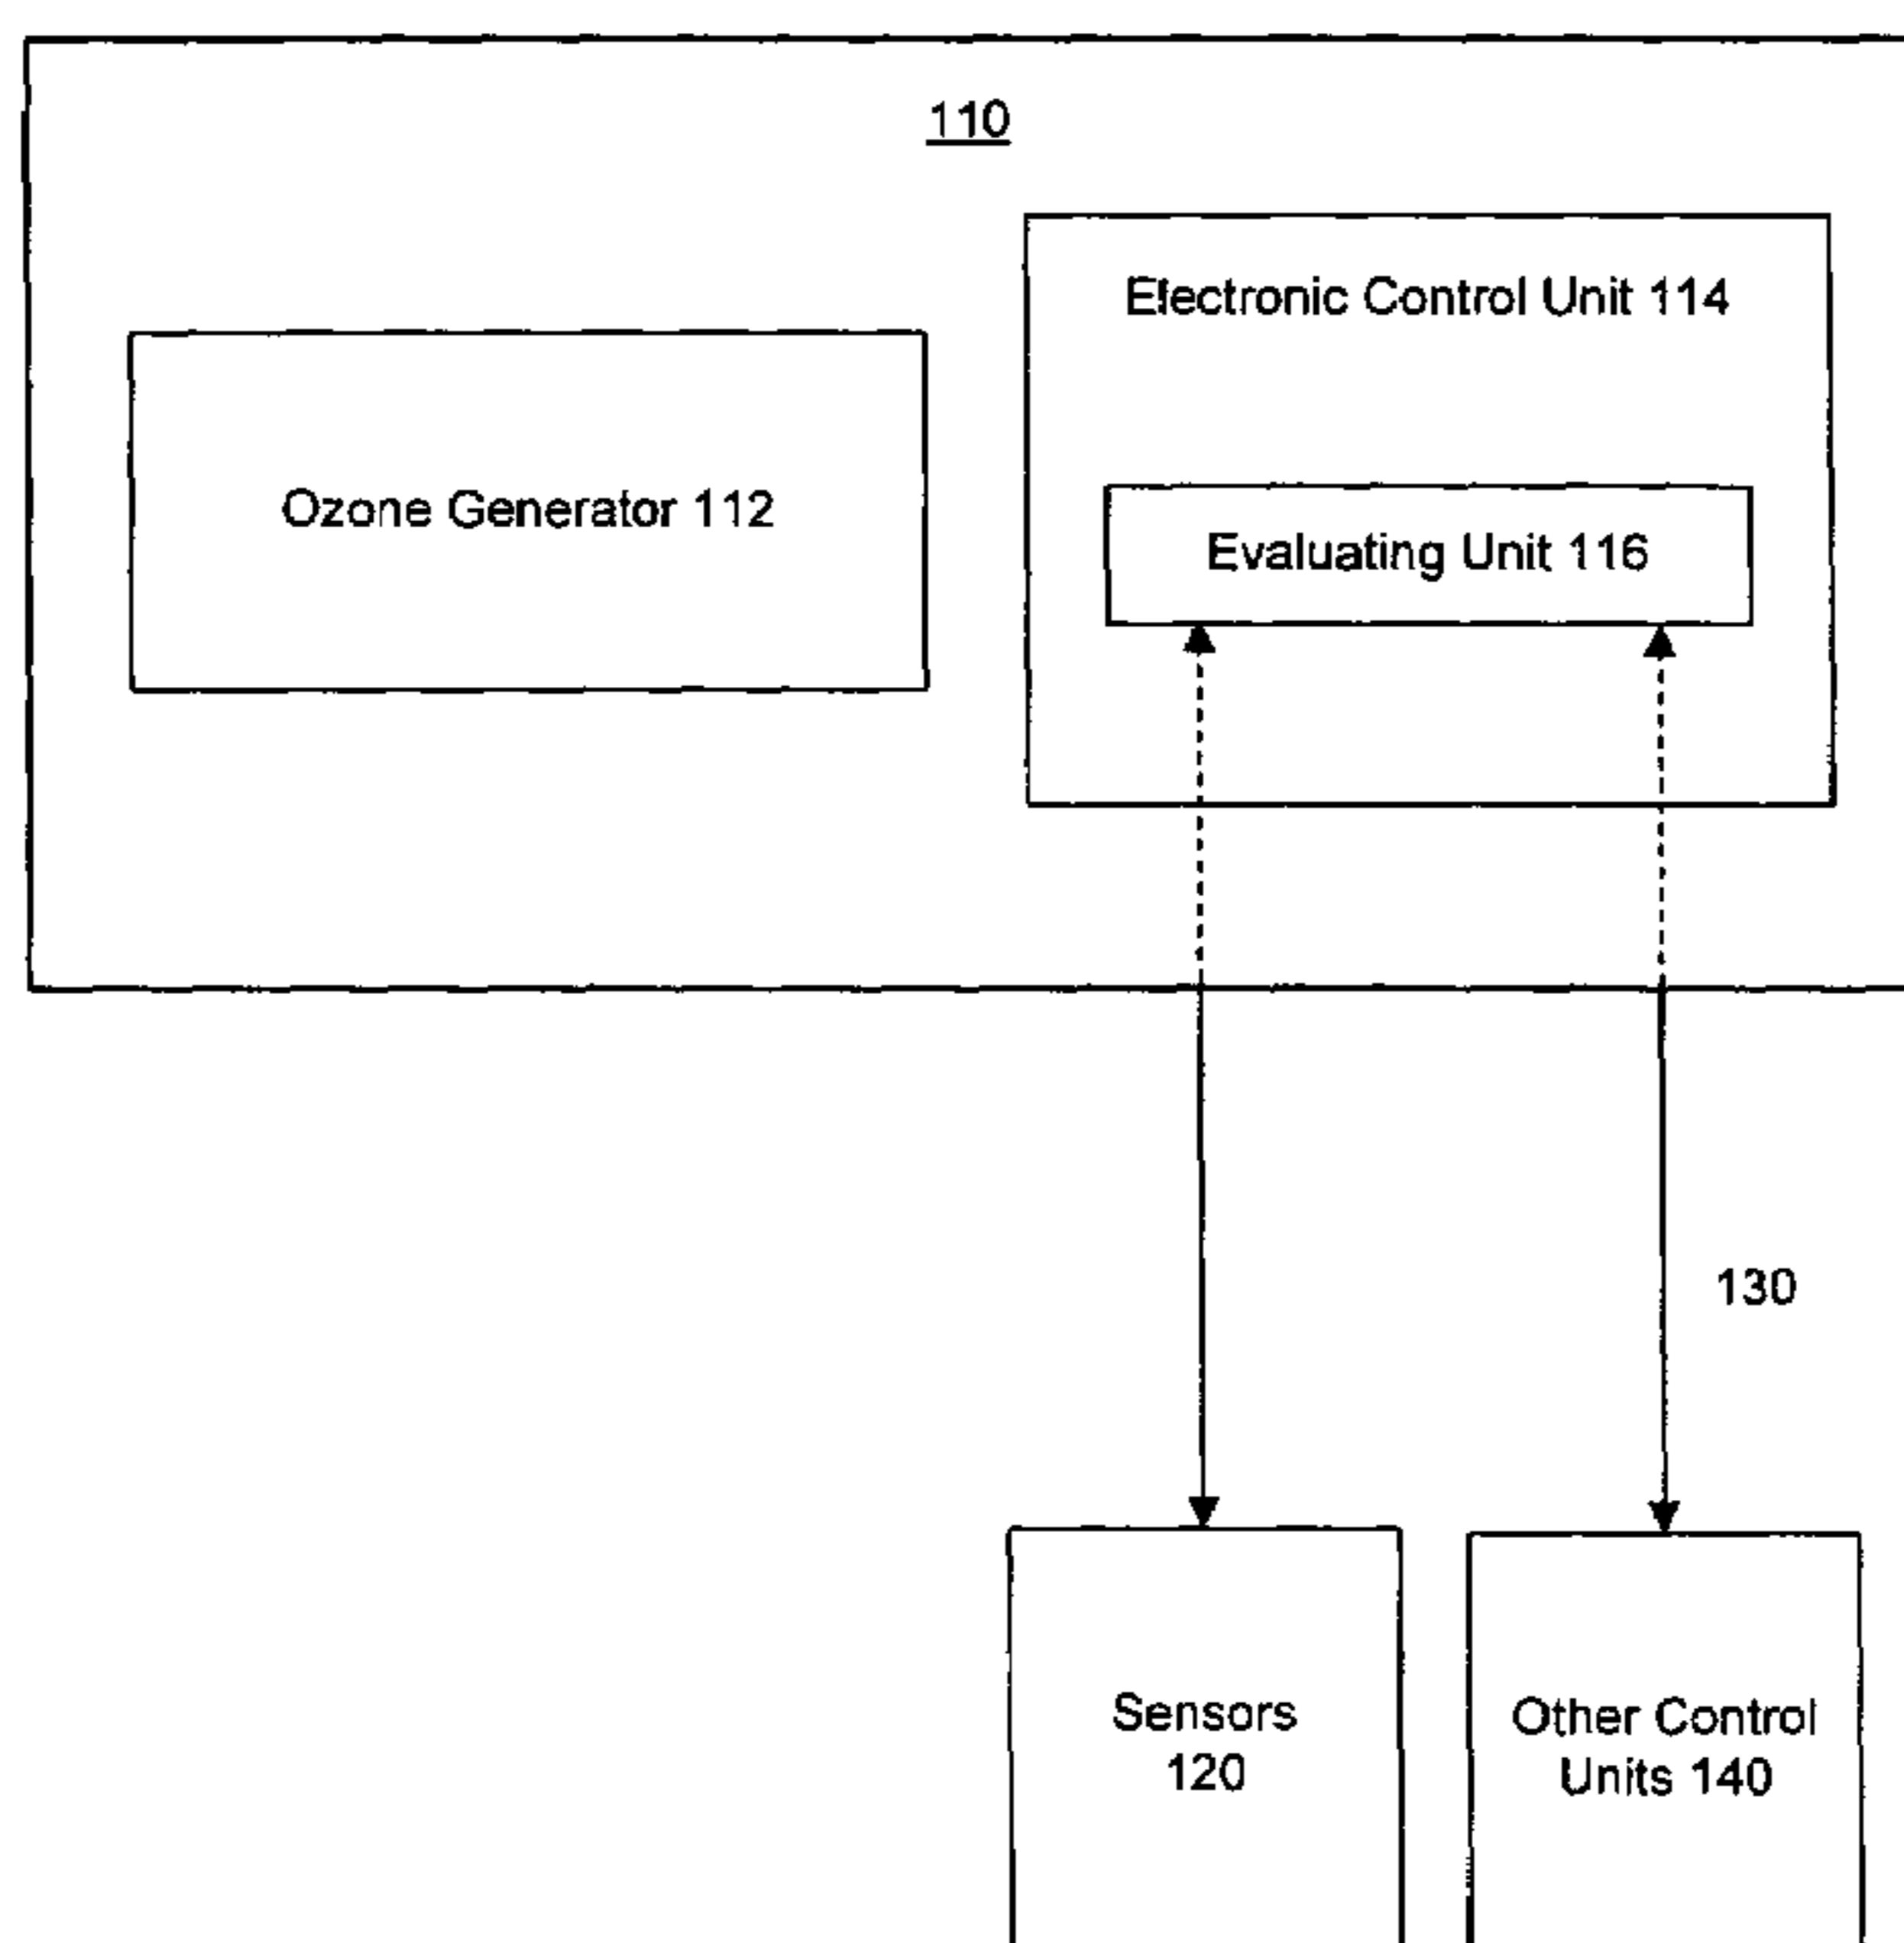 110
Electronic Control Unit 114
Ozone Generator 112
Evaluating Unit 116
130
Sensors
120
Other Control
Units 140